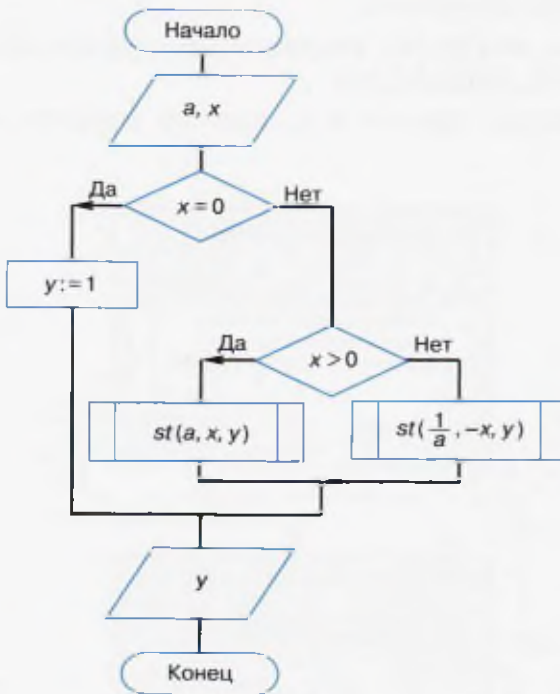 Начало
a, x
Да
x = 0
Нет
y := 1
Да
x > 0
Нет
st(a, x, y)
st(1/a, -x, y)
y
Конец